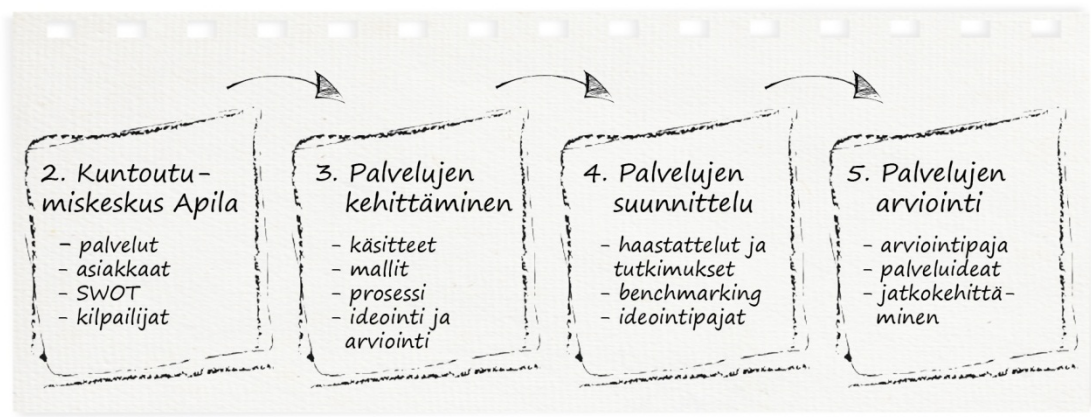 2. Kuntoutu-
miskeskus Apila
- palvelut
- asiakkaat
- SWOT
- kilpailijat
3. Palvelujen
kehittäminen
- käsitteet
- mallit
- prosessi
- ideointi ja
arviointi
4. Palvelujen
suunnittelu
- haastattelut ja
tutkimukset
- benchmarking
- ideointipajat
5. Palvelujen
arviointi
- arviointipaja
- palveluideat
- jatkokehittä-
minen